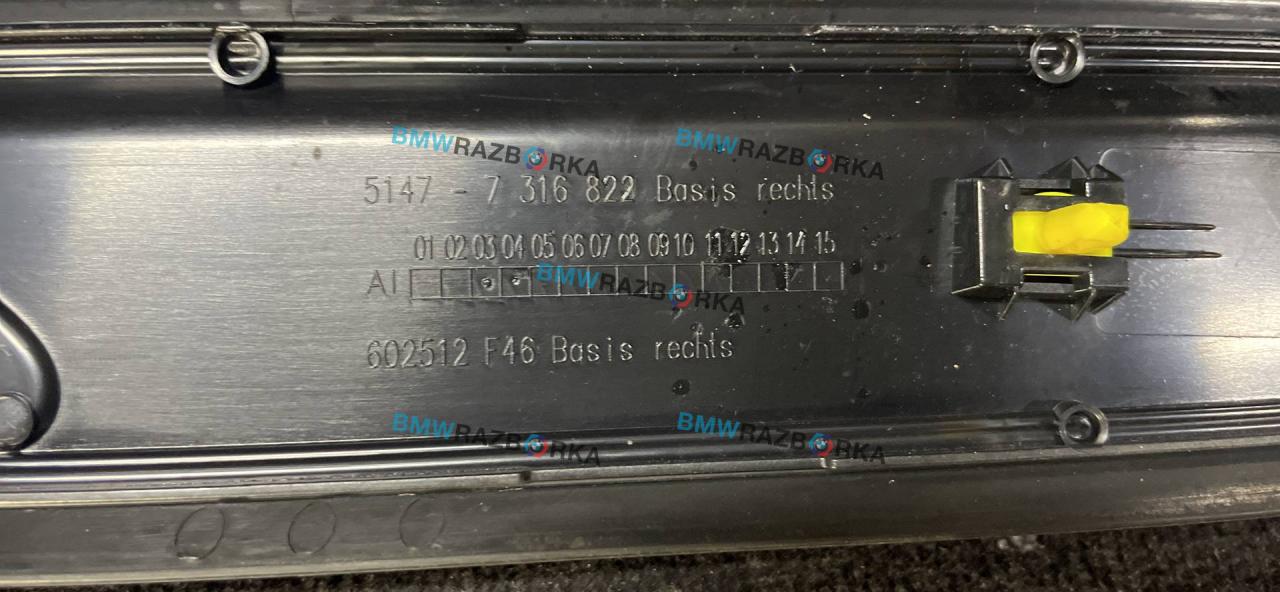 BMWRAZBORKA BMWRAZBORKA
5147 - 7 316 822 Basis rechts
01 02 03 04 05 06 07 08 09 10 11 12 13 14 15
AI
BMWRAZBORKA
602512 F46 Basis rechts
BMWRAZBORKA BMWRAZBORKA